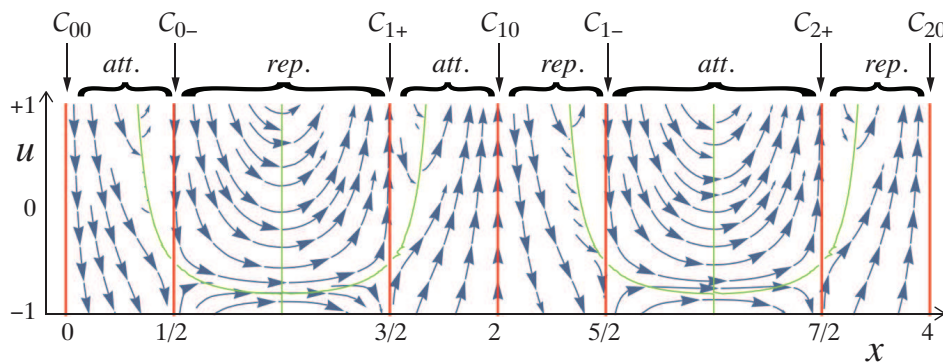 C00 C0− C1+ C10 C1− C2+ C20
att. rep. att. rep. att. rep.
+1
u
0
−1
0 1/2 3/2 2 5/2 7/2 4
x